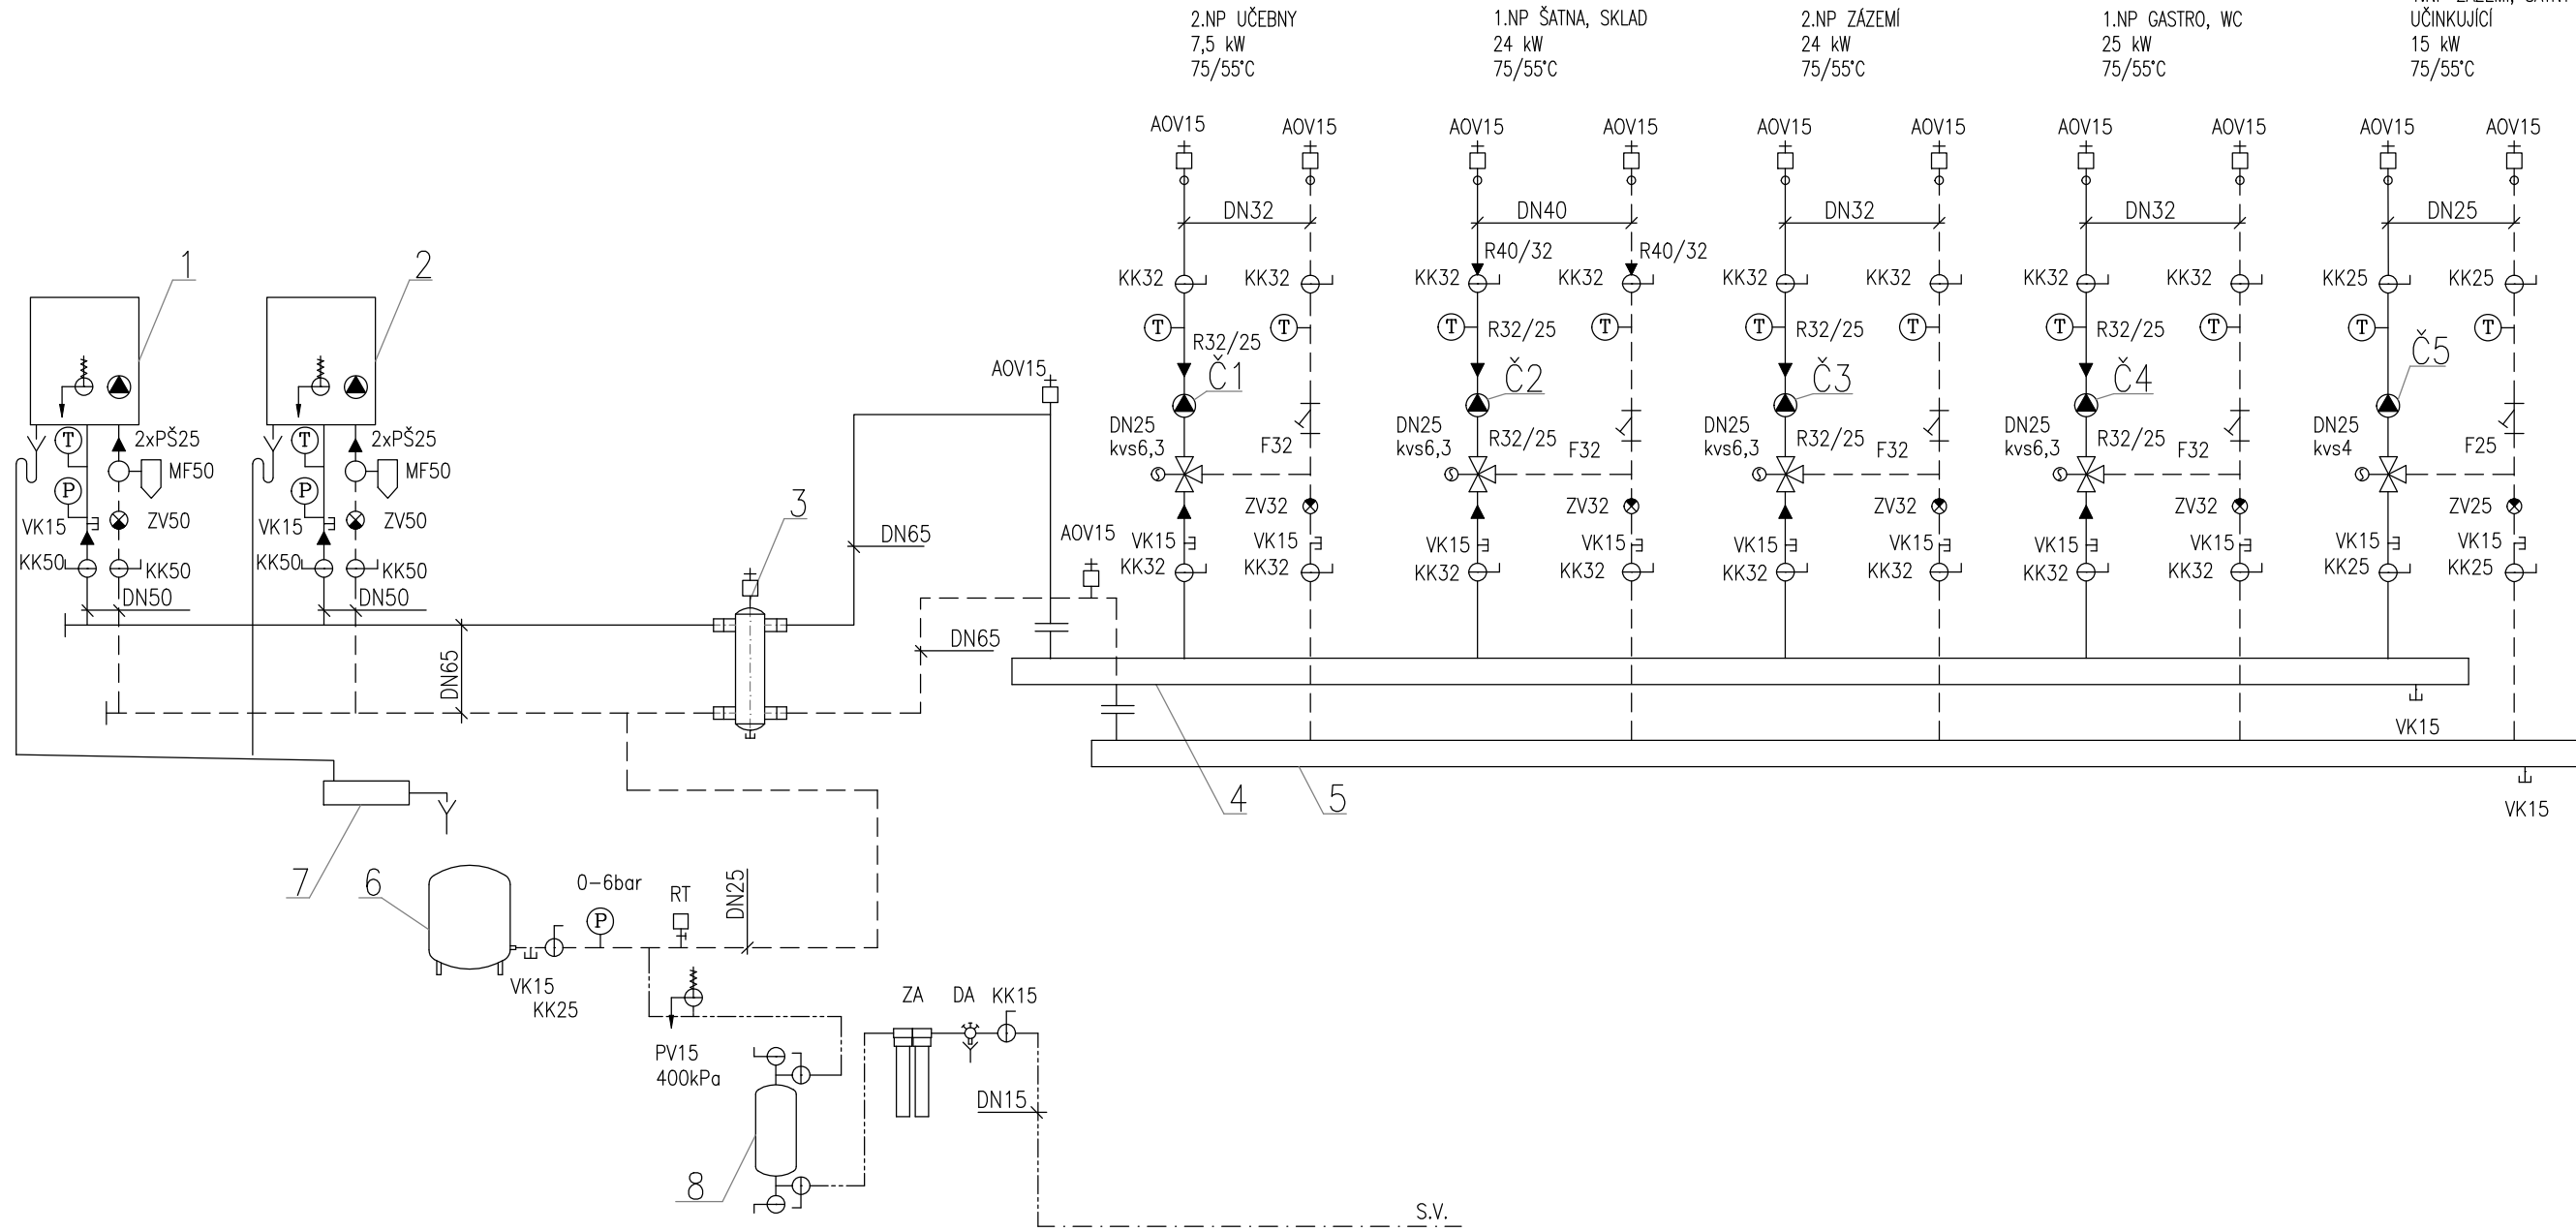 2.NP UČEBNY
7,5 kW
75/55°C
1.NP ŠATNA, SKLAD
24 kW
75/55°C
2.NP ZÁZEMÍ
24 kW
75/55°C
1.NP GASTRO, WC
25 kW
75/55°C
UČINKUJÍCÍ
15 kW
75/55°C
AOV15 AOV15 AOV15 AOV15 AOV15 AOV15 AOV15 AOV15 AOV15 AOV15
DN32 DN40 DN32 DN32 DN25
R40/32 R40/32
KK32 KK32 KK32 KK32 KK32 KK32 KK32 KK32 KK25 KK25
T T T T T T T T T T
R32/25 R32/25 R32/25 R32/25
Č1 Č2 Č3 Č4 Č5
DN25
kvs6,3
F32
DN25
kvs6,3
R32/25
F32
DN25
kvs6,3
R32/25
F32
DN25
kvs6,3
R32/25
F32
DN25
kvs4
F25
ZV32 ZV32 ZV32 ZV32 ZV25
VK15 VK15 VK15 VK15 VK15 VK15 VK15 VK15 VK15 VK15
KK32 KK32 KK32 KK32 KK32 KK32 KK32 KK32 KK25 KK25
1
2
T
2xPŠ25
MF50
P
VK15
ZV50
KK50
KK50
DN50
T
2xPŠ25
MF50
P
VK15
ZV50
KK50
KK50
DN50
DN65
3
AOV15
DN65
AOV15
DN65
4
5
VK15
VK15
7
6
0-6bar
P
RT
DN25
VK15
KK25
PV15
400kPa
8
ZA
DA
KK15
DN15
S.V.